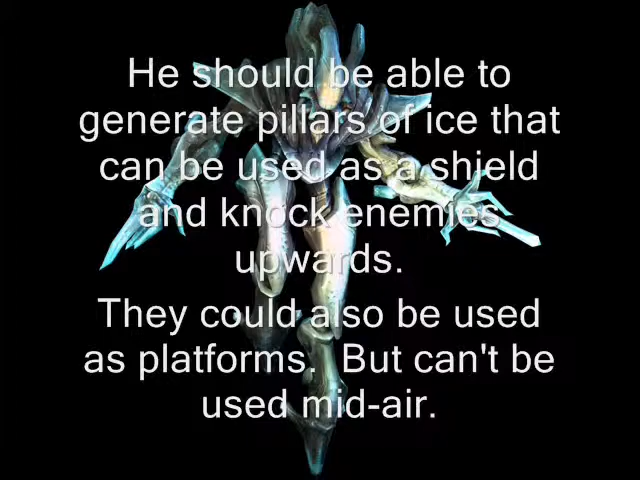 He should be able to
generate pillars of ice that
can be used as a shield
and knock enemies
upwards.
They could also be used
as platforms.  But can't be
used mid-air.